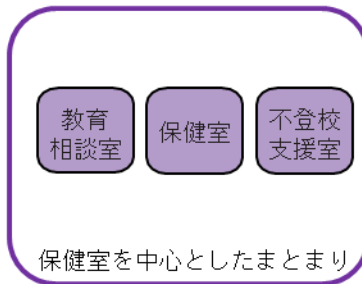 教育
相談室
保健室
不登校
支援室
保健室を中心としたまとまり